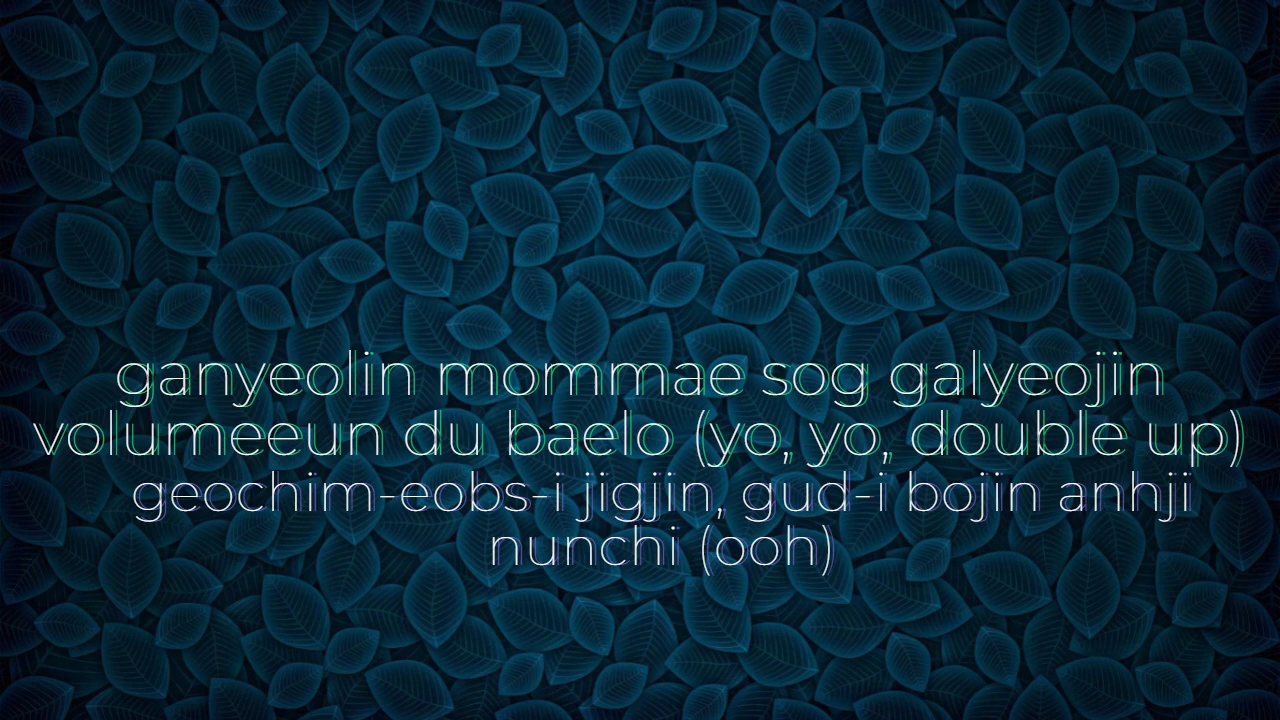 ganyeolin mommae sog galyeojin
volumeeun du baelo (yo, yo, double up)
geochim-eobs-i jigjin, gud-i bojin anhji
nunchi (ooh)